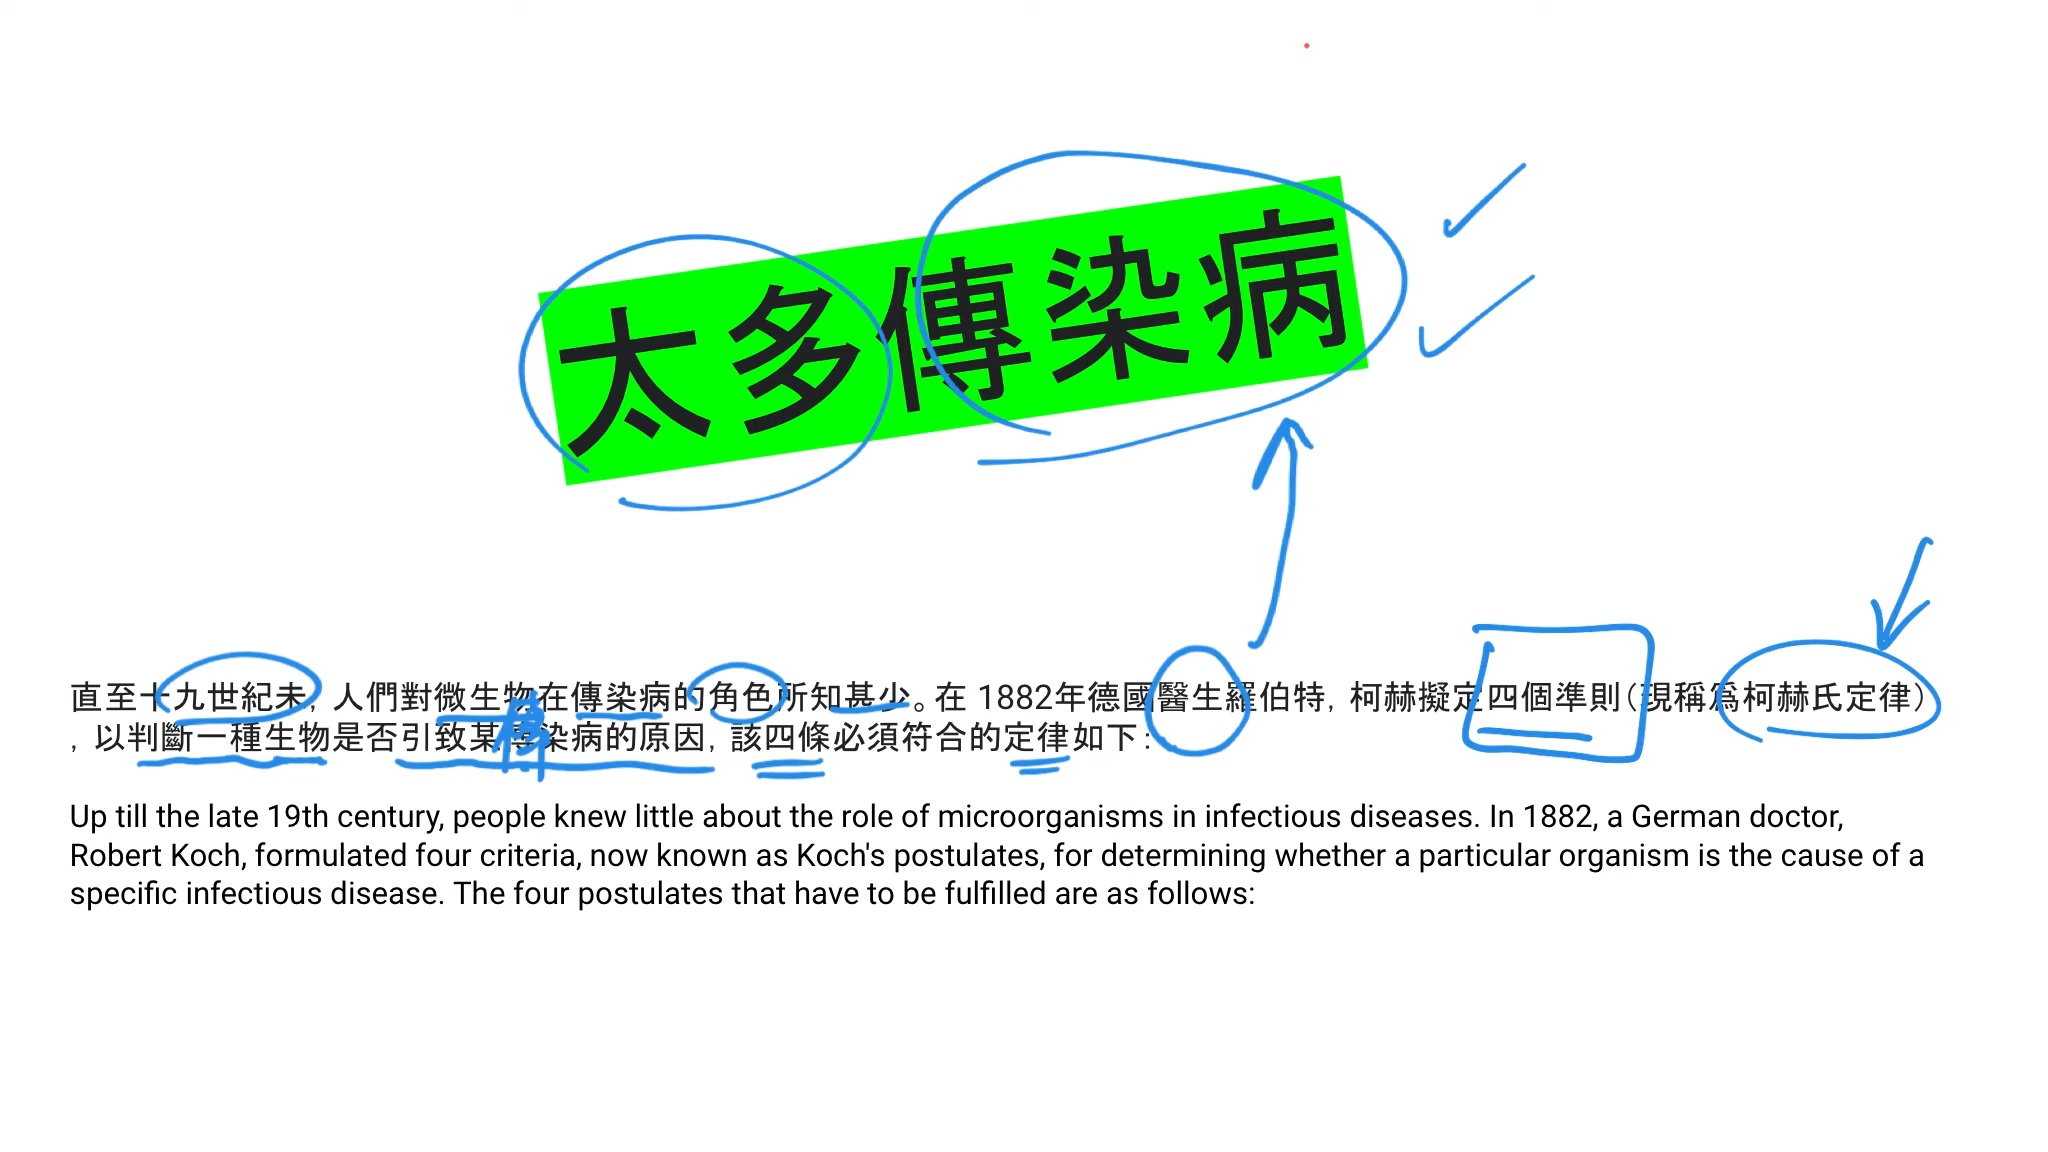 太多傳染病
直至十九世紀未，人們對微生物在傳染病的角色所知甚少。在 1882年德國醫生羅伯特，柯赫擬定四個準則（現稱爲柯赫氏定律）
，以判斷一種生物是否引致某傳染病的原因，該四條必須符合的定律如下：
Up till the late 19th century, people knew little about the role of microorganisms in infectious diseases. In 1882, a German doctor,
Robert Koch, formulated four criteria, now known as Koch's postulates, for determining whether a particular organism is the cause of a
specific infectious disease. The four postulates that have to be fulfilled are as follows: